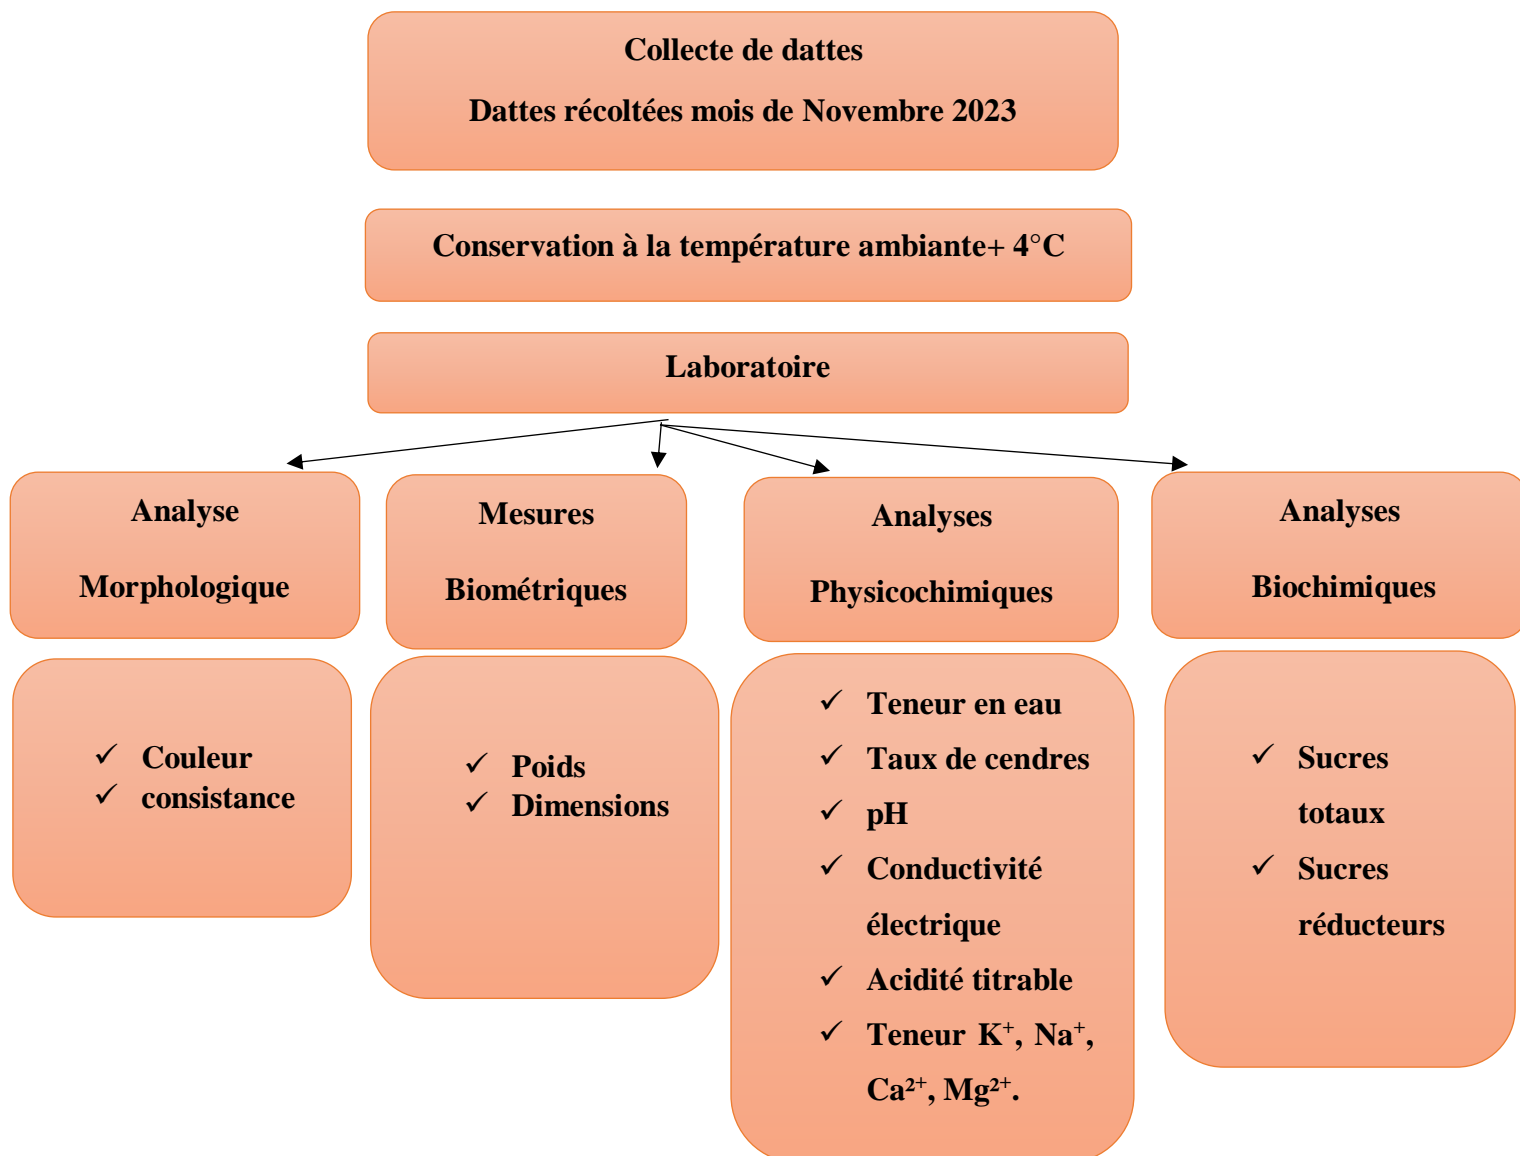 Collecte de dattes
Dattes récoltées mois de Novembre 2023
Conservation à la température ambiante+ 4°C
Laboratoire
Analyse
Morphologique
Mesures
Biométriques
Analyses
Physicochimiques
Analyses
Biochimiques
✓ Couleur
✓ consistance
✓ Poids
✓ Dimensions
✓ Teneur en eau
✓ Taux de cendres
✓ pH
✓ Conductivité
électrique
✓ Acidité titrable
✓ Teneur K⁺, Na⁺,
Ca²⁺, Mg²⁺.
✓ Sucres
totaux
✓ Sucres
réducteurs